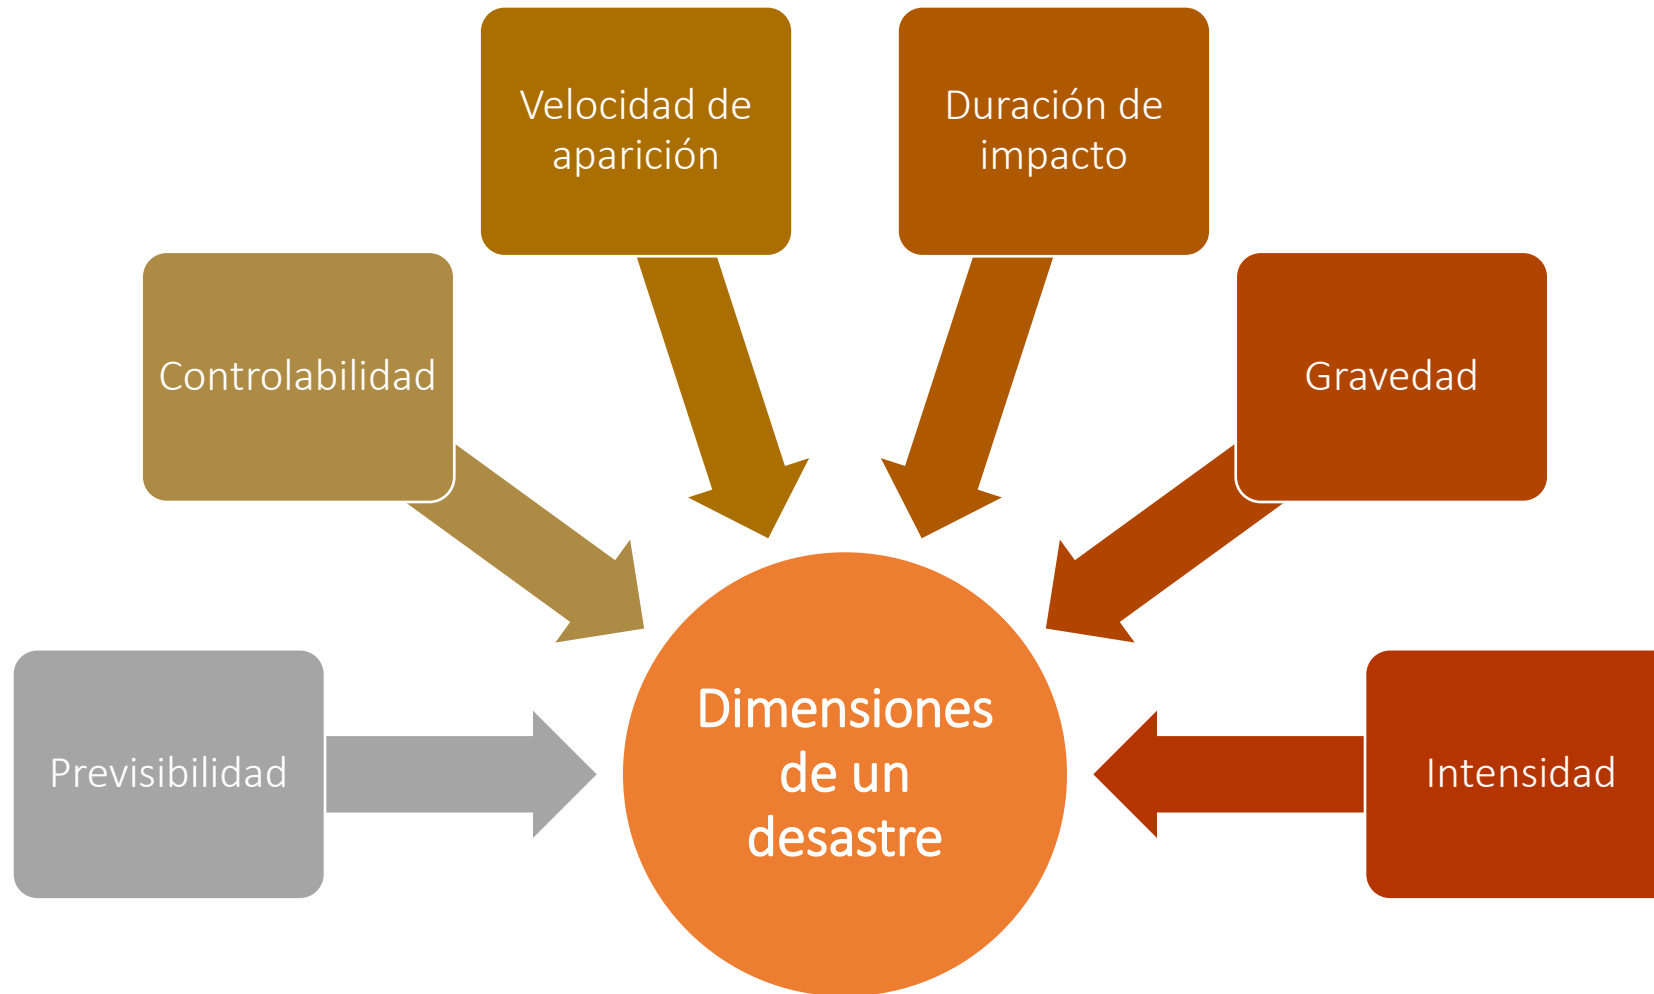 Velocidad de
aparición
Duración de
impacto
Controlabilidad
Gravedad
Previsibilidad
Dimensiones
de un
desastre
Intensidad